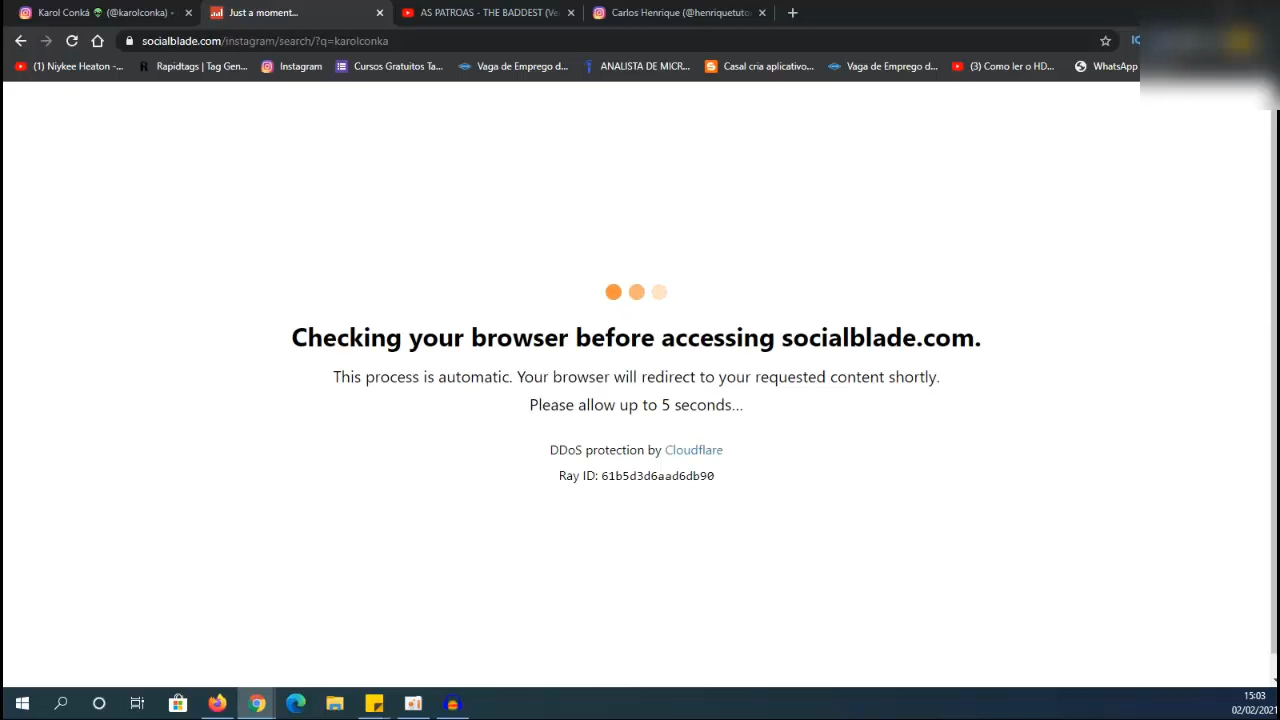 Karol Conká (@karolconka) -
Just a moment...
AS PATROAS - THE BADDEST (Ve
Carlos Henrique (@henriquetuto
socialblade.com/instagram/search/?q=karolconka
(1) Niykee Heaton -...
Rapidtags | Tag Gen...
Instagram
Cursos Gratuitos Ta...
Vaga de Emprego d...
ANALISTA DE MICR...
Casal cria aplicativo...
Vaga de Emprego d...
(3) Como ler o HD...
WhatsApp
Checking your browser before accessing socialblade.com.
This process is automatic. Your browser will redirect to your requested content shortly.
Please allow up to 5 seconds...
DDoS protection by Cloudflare
Ray ID: 61b5d3d6aad6db90
15:03
02/02/2021